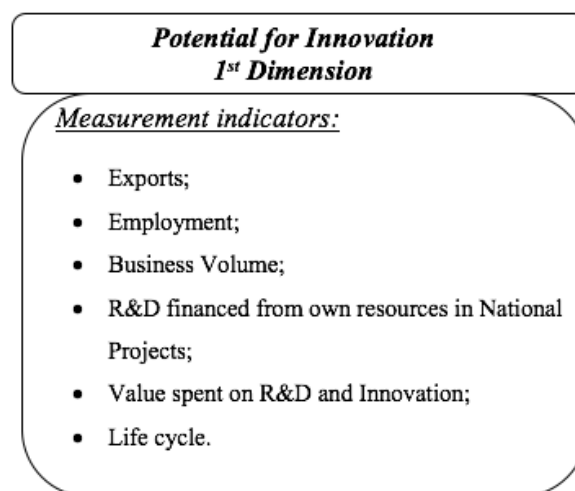 Potential for Innovation
1st Dimension
Measurement indicators:
• Exports;
• Employment;
• Business Volume;
• R&D financed from own resources in National
Projects;
• Value spent on R&D and Innovation;
• Life cycle.